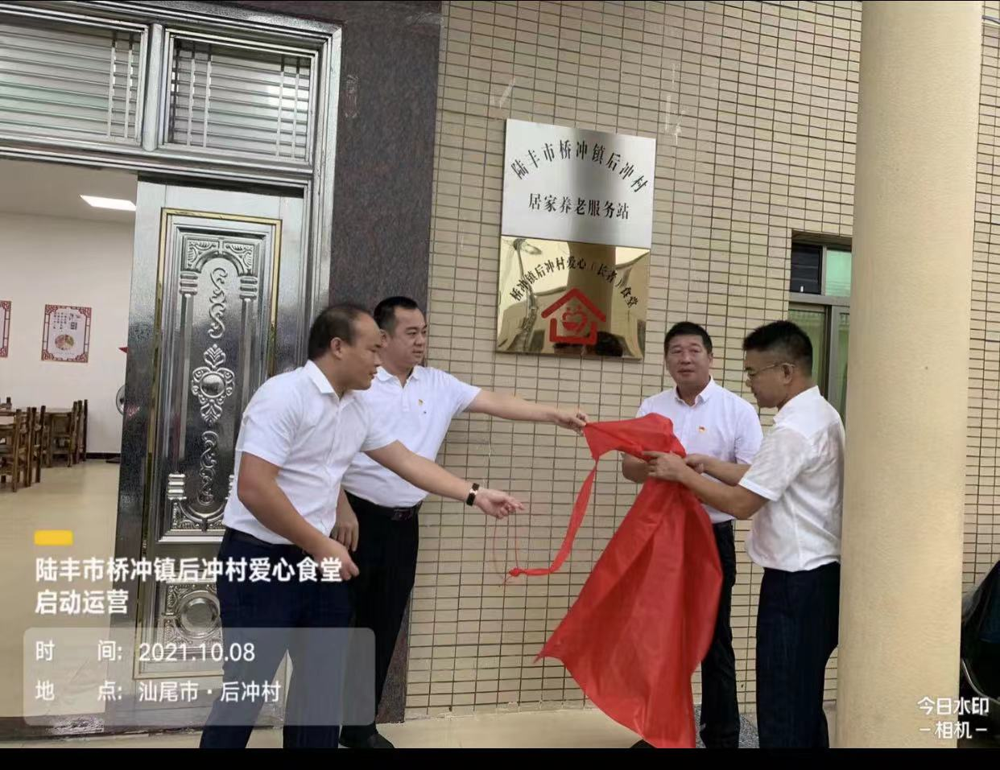 陆丰市桥冲镇后冲村
居家养老服务站
桥冲镇后冲村爱心(长者)食堂
陆丰市桥冲镇后冲村爱心食堂
启动运营
时 间: 2021.10.08
地 点: 汕尾市·后冲村
今日水印
-相机-